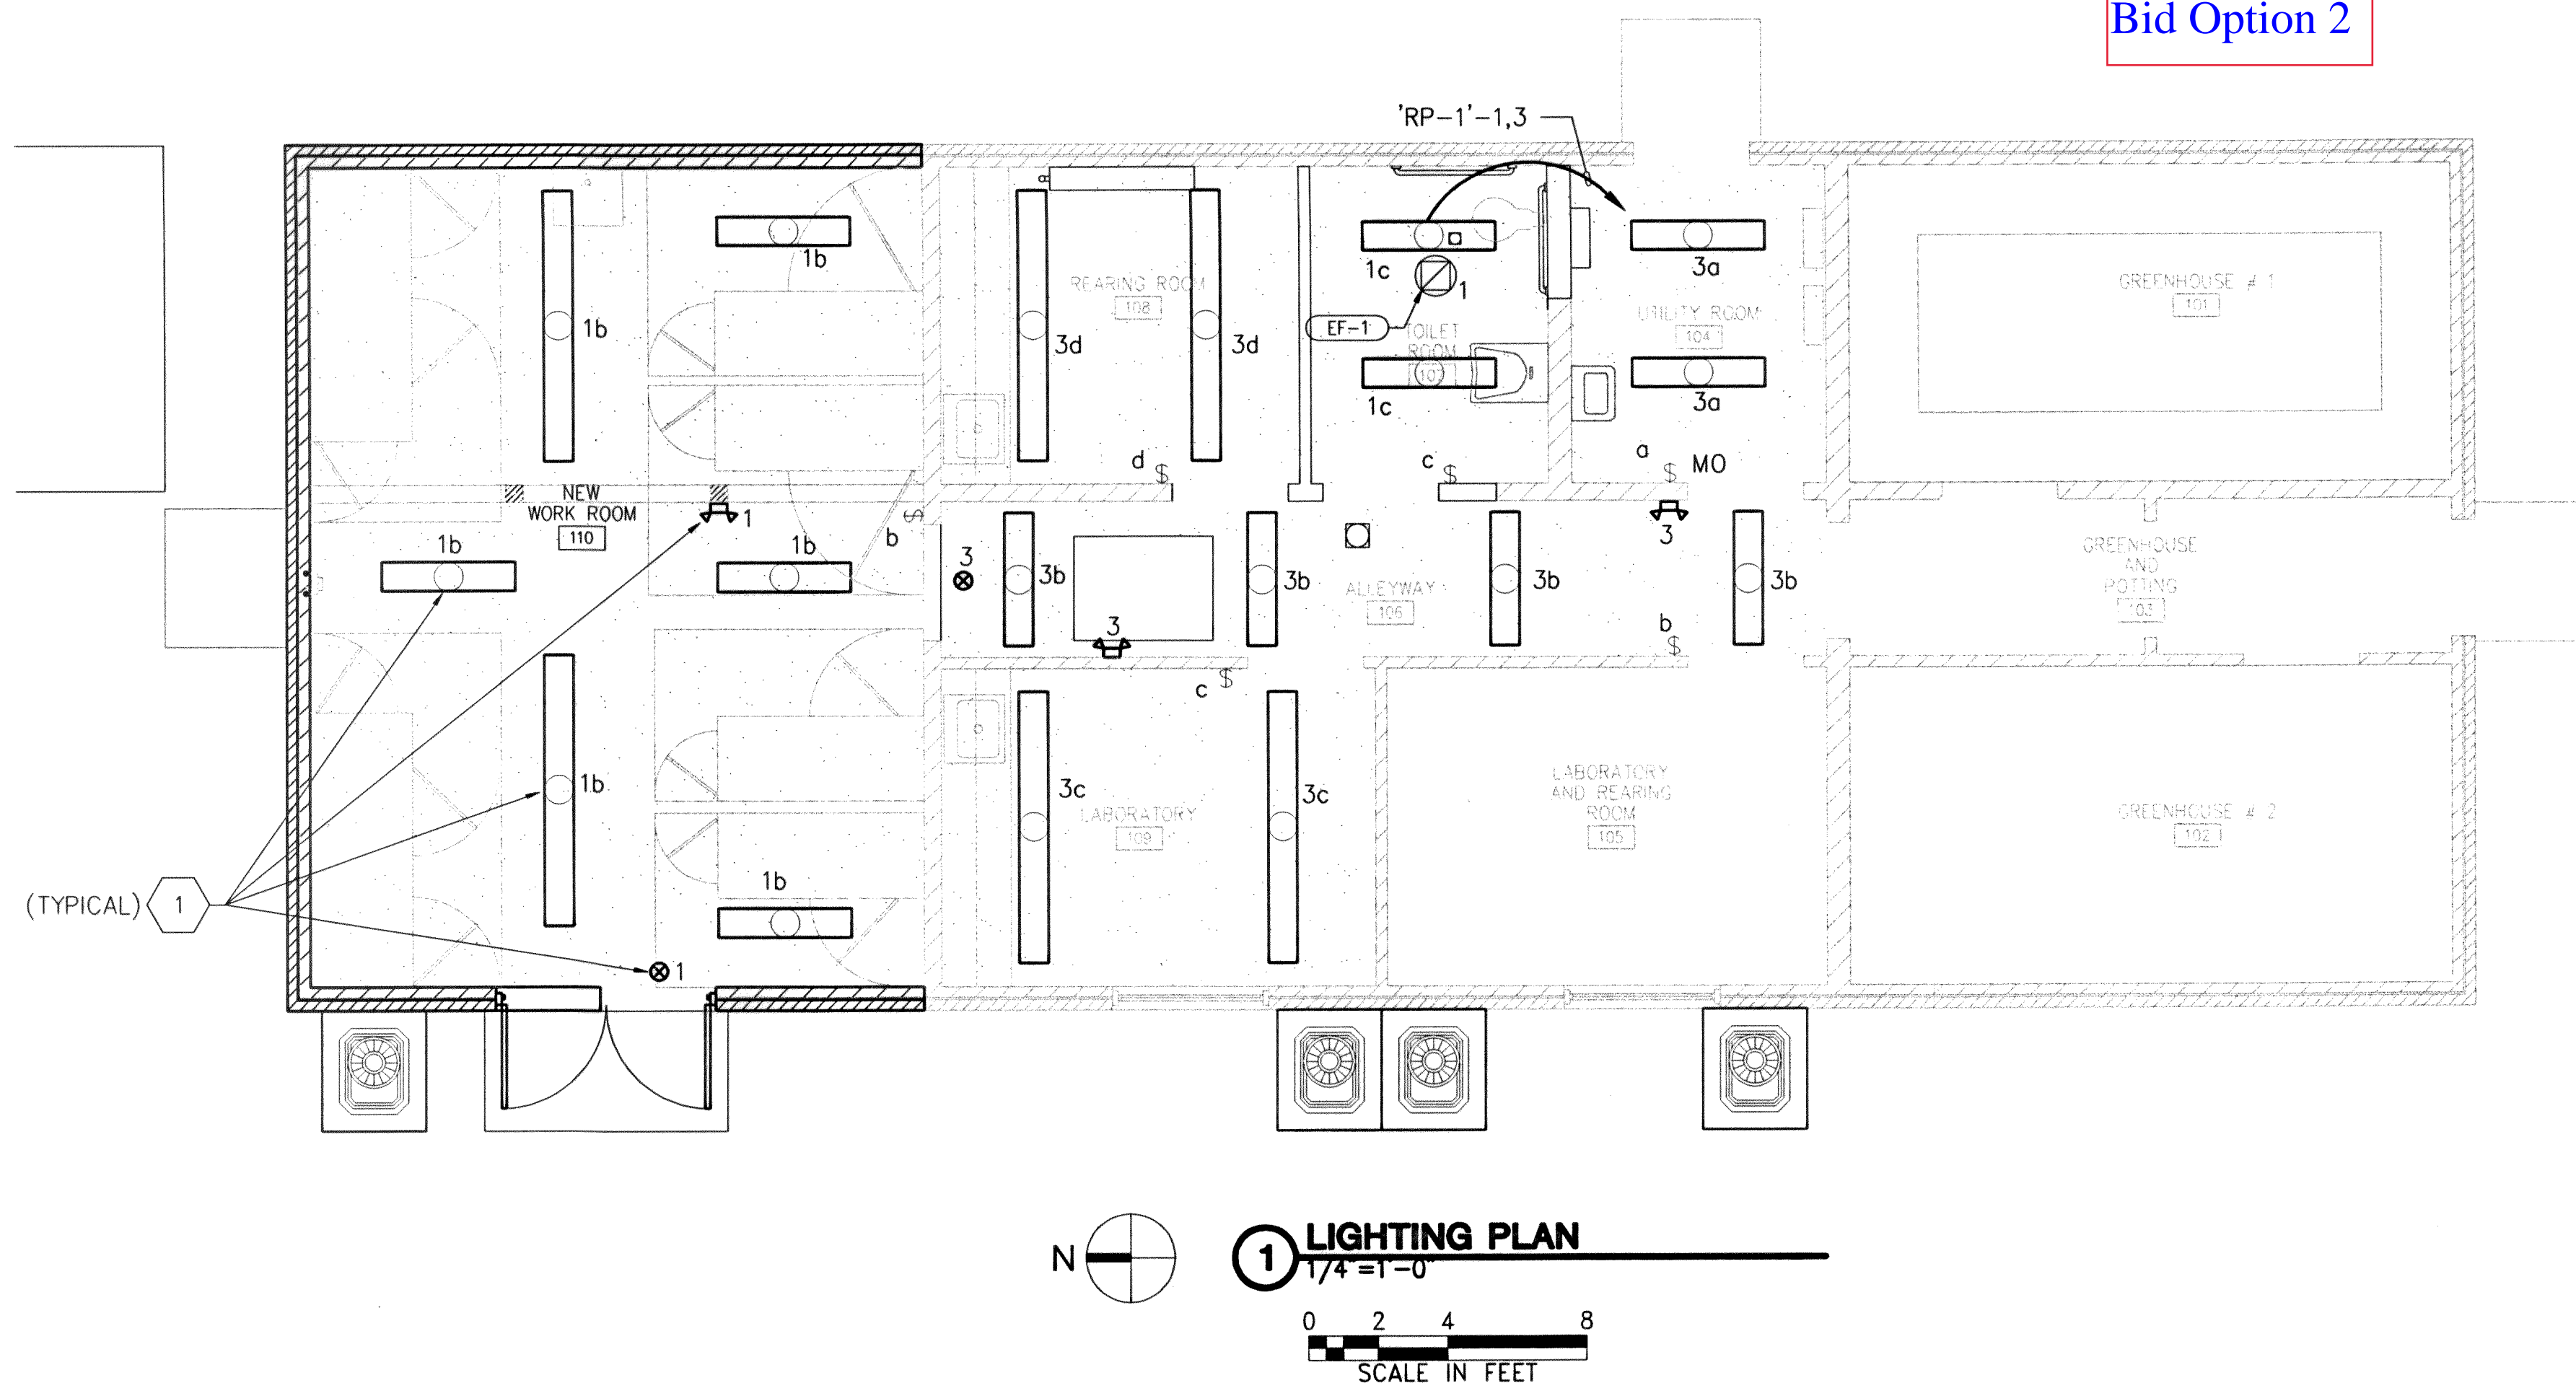 Bid Option 2
'RP-1'-1,3
1b
1b
REARING ROOM
108
3d
3d
1c
1
EF-1
TOILET
ROOM
107
1c
3a
UTILITY ROOM
104
3a
GREENHOUSE # 1
101
d $
c $
a $ MO
NEW
WORK ROOM
110
1
$
b
1b
1b
3
3b
3b
ALLEYWAY
106
3b
3
3b
GREENHOUSE
AND
POTTING
103
3
b $
c $
1b
3c
LABORATORY
109
3c
LABORATORY
AND REARING
ROOM
105
GREENHOUSE # 2
102
(TYPICAL) 1
1b
1
N
1 LIGHTING PLAN
1/4"=1'-0"
0 2 4 8
SCALE IN FEET